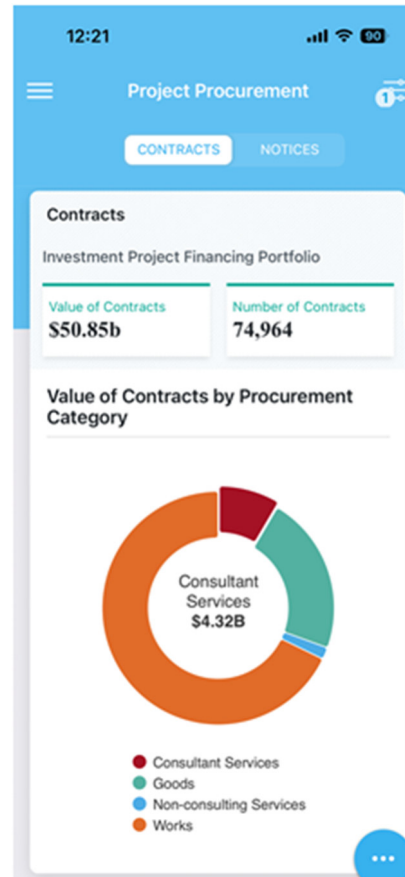 12:21
90
Project Procurement
1
CONTRACTS NOTICES
Contracts
Investment Project Financing Portfolio
Value of Contracts
$50.85b
Number of Contracts
74,964
Value of Contracts by Procurement
Category
Consultant
Services
$4.32B
Consultant Services
Goods
Non-consulting Services
Works